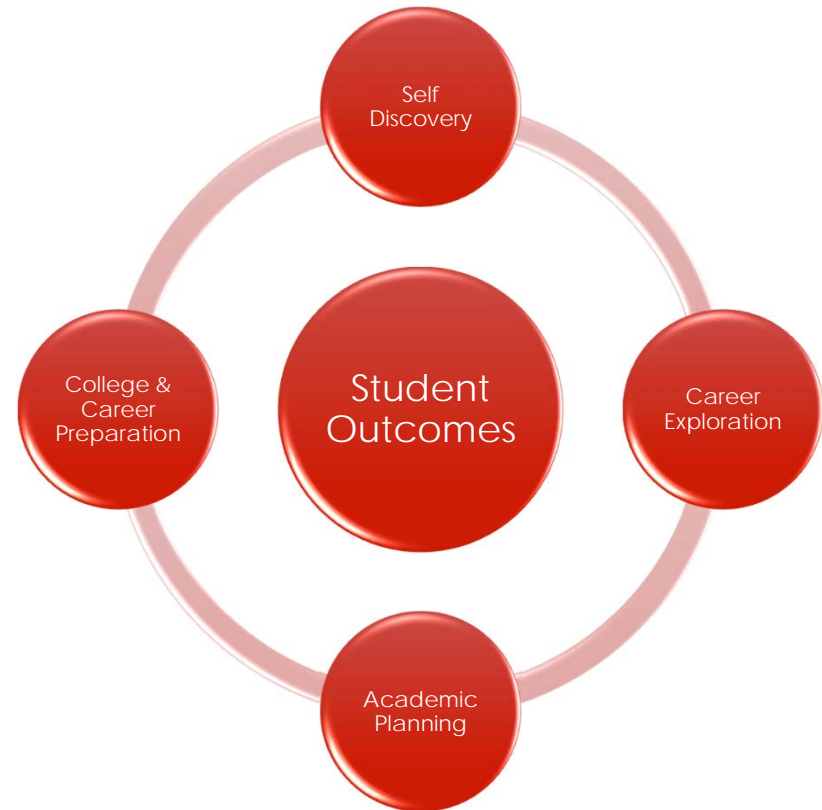 Self
Discovery
College &
Career
Preparation
Student
Outcomes
Career
Exploration
Academic
Planning